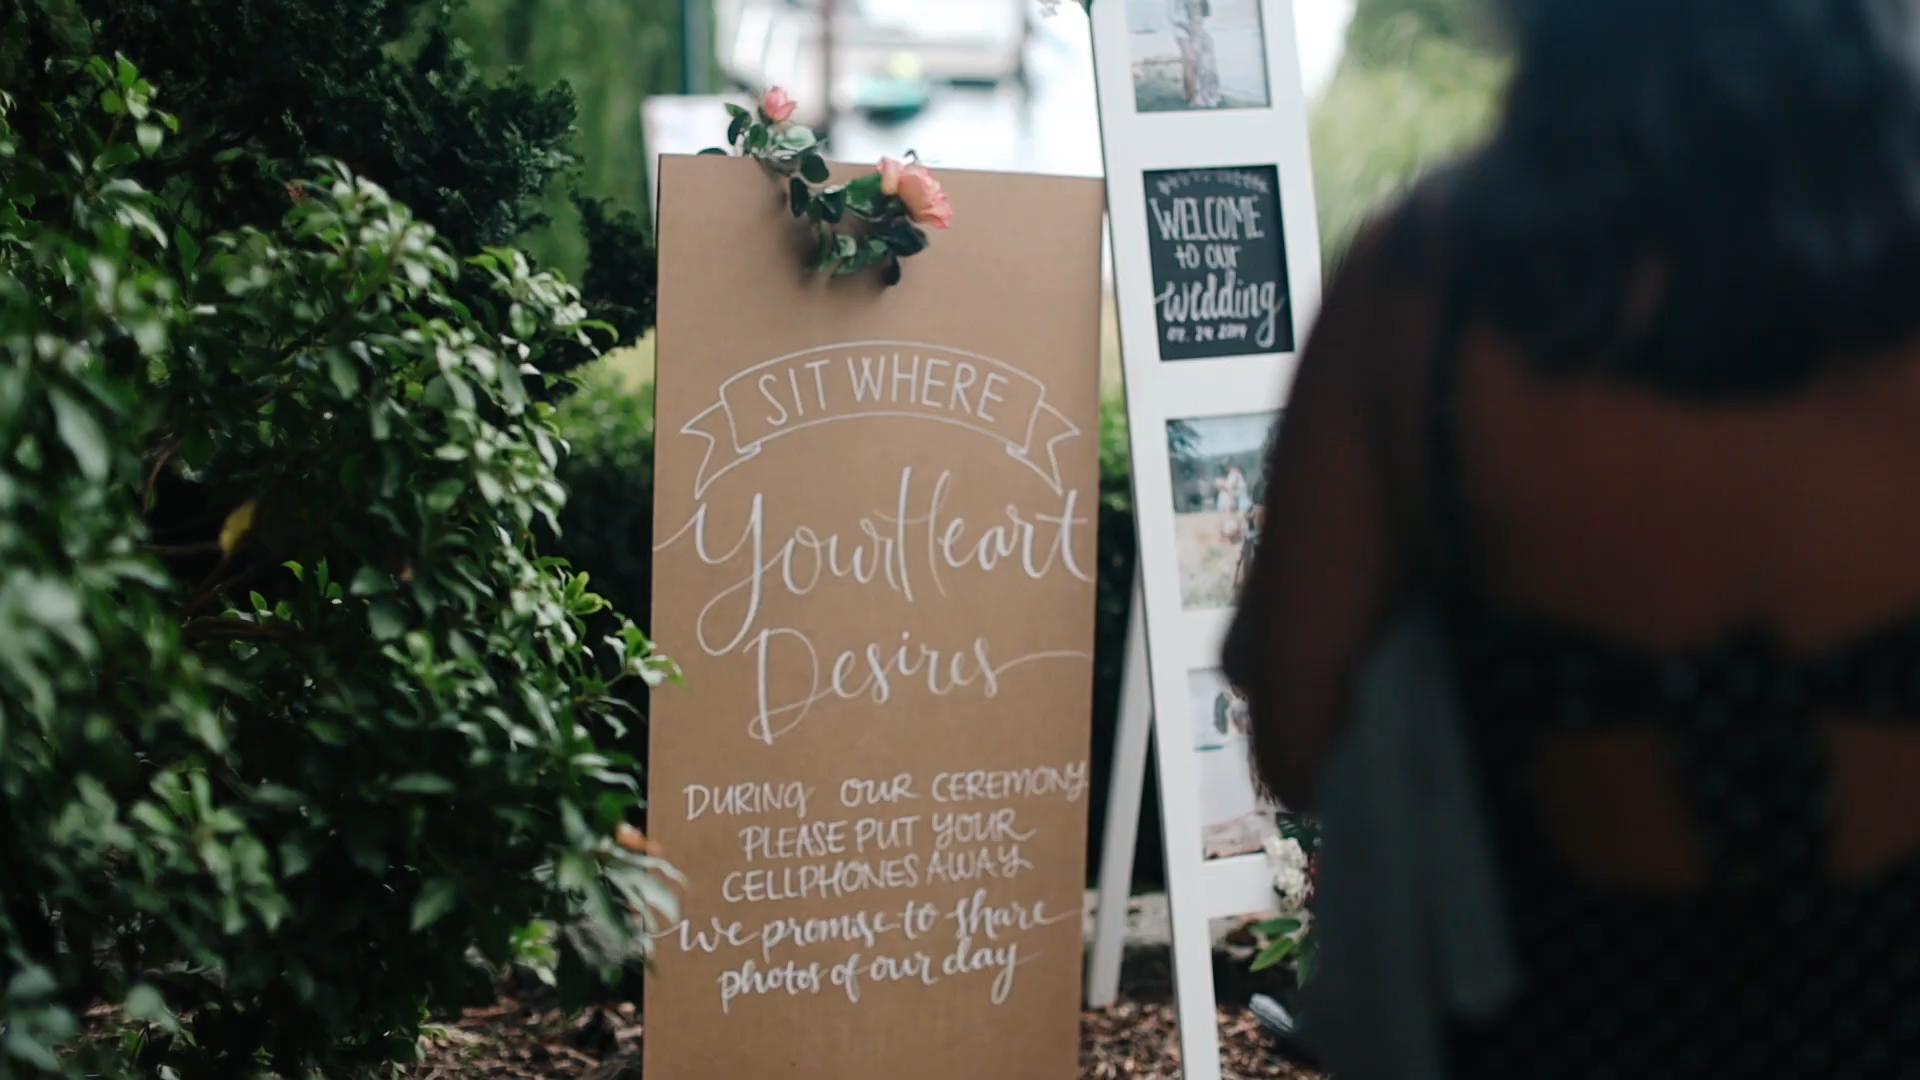 SIT WHERE
Your Heart
Desires
DURING OUR CEREMONY
PLEASE PUT YOUR
CELLPHONES AWAY
We promise to share
photos of our day
WELCOME
to our
wedding